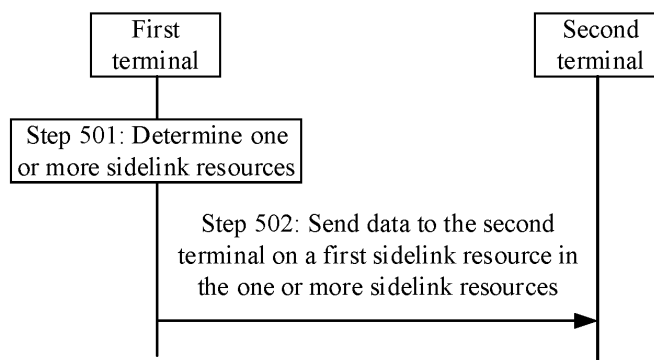 First
terminal
Second
terminal
Step 501: Determine one
or more sidelink resources
Step 502: Send data to the second
terminal on a first sidelink resource in
the one or more sidelink resources